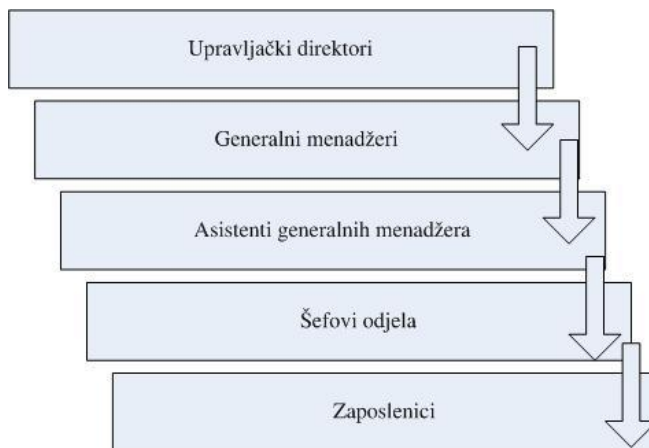 Upravljački direktori
Generalni menadžeri
Asistenti generalnih menadžera
Šefovi odjela
Zaposlenici